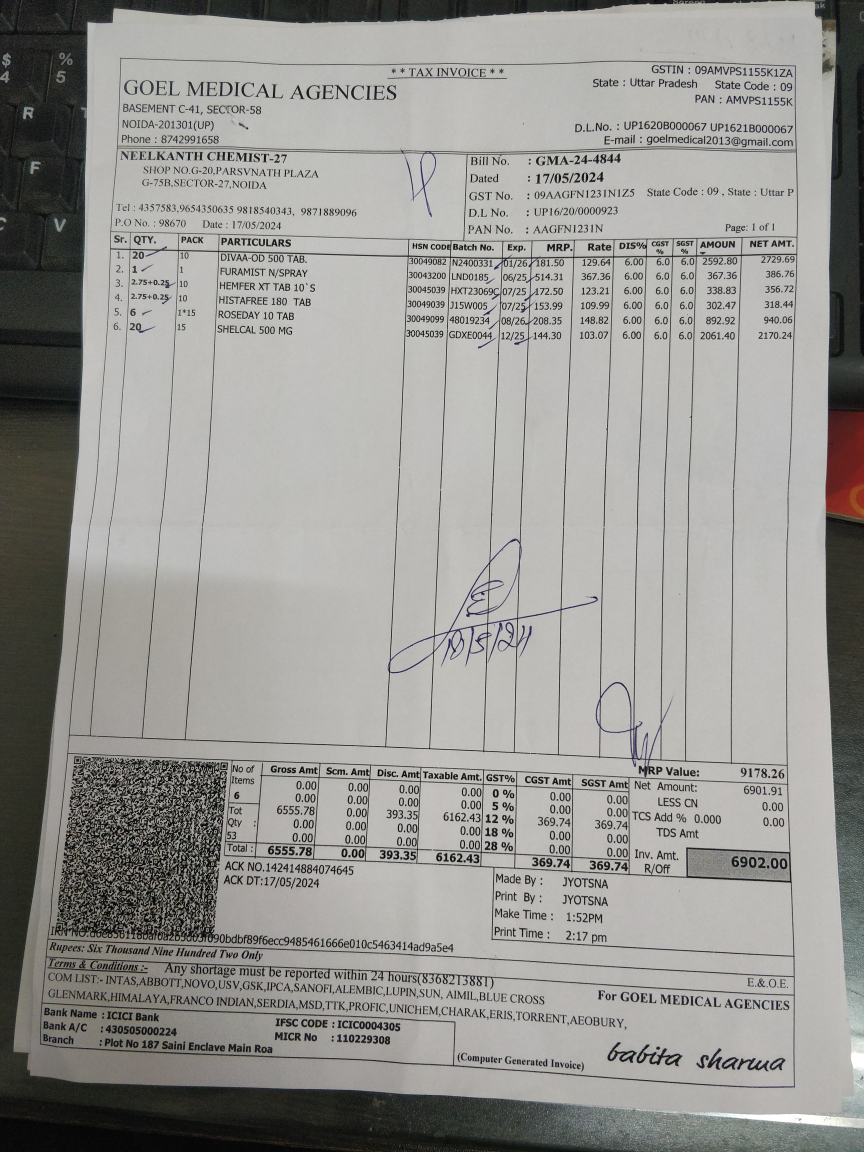 * * TAX INVOICE * *
GOEL MEDICAL AGENCIES
BASEMENT C-41, SECTOR-58
NOIDA-201301(UP)
Phone : 8742991658
GSTIN : 09AMVPS1155K1ZA
State : Uttar Pradesh State Code : 09
PAN : AMVPS1155K
D.L.No. : UP1620B000067 UP1621B000067
E-mail : goelmedical2013@gmail.com
NEELKANTH CHEMIST-27
SHOP NO.G-20,PARSVNATH PLAZA
G-75B,SECTOR-27,NOIDA
Tel : 4357583,9654350635 9818540343, 9871889096
P.O No. : 98670 Date : 17/05/2024
Bill No. : GMA-24-4844
Dated : 17/05/2024
GST No. : 09AAGFN1231N1Z5 State Code : 09 , State : Uttar P
D.L No. : UP16/20/0000923
PAN No. : AAGFN1231N Page: 1 of 1
Sr. QTY. PACK PARTICULARS HSN CODE Batch No. Exp. MRP. Rate DIS% CGST % SGST % AMOUN NET AMT.
1. 20 10 DIVAA-OD 500 TAB. 30049082 N2400331 01/26 181.50 129.64 6.00 6.0 6.0 2592.80 2729.69
2. 1 1 FURAMIST N/SPRAY 30043200 LND0185 06/25 514.31 367.36 6.00 6.0 6.0 367.36 386.76
3. 2.75+0.25 10 HEMFER XT TAB 10`S 30045039 HXT23069C 07/25 172.50 123.21 6.00 6.0 6.0 338.83 356.72
4. 2.75+0.25 10 HISTAFREE 180 TAB 30049039 J15W005 07/25 153.99 109.99 6.00 6.0 6.0 302.47 318.44
5. 6 1*15 ROSEDAY 10 TAB 30049099 48019234 08/26 208.35 148.82 6.00 6.0 6.0 892.92 940.06
6. 20 15 SHELCAL 500 MG 30045039 GDXE0044 12/25 144.30 103.07 6.00 6.0 6.0 2061.40 2170.24
No of Items 6
Tot Qty : 53
Gross Amt Scm. Amt Disc. Amt Taxable Amt. GST% CGST Amt SGST Amt
0.00 0.00 0.00 0.00 0 % 0.00 0.00
0.00 0.00 0.00 0.00 5 % 0.00 0.00
6555.78 0.00 393.35 6162.43 12 % 369.74 369.74
0.00 0.00 0.00 0.00 18 % 0.00 0.00
0.00 0.00 0.00 0.00 28 % 0.00 0.00
Total : 6555.78 0.00 393.35 6162.43 369.74 369.74
MRP Value: 9178.26
Net Amount: 6901.91
LESS CN 0.00
TCS Add % 0.000 0.00
TDS Amt
Inv. Amt. R/Off 6902.00
ACK NO.142414884074645
ACK DT:17/05/2024
Made By : JYOTSNA
Print By : JYOTSNA
Make Time : 1:52PM
Print Time : 2:17 pm
Rupees: Six Thousand Nine Hundred Two Only
Terms & Conditions :- Any shortage must be reported within 24 hours(8368213881) E.&.O.E.
COM LIST:- INTAS,ABBOTT,NOVO,USV,GSK,IPCA,SANOFI,ALEMBIC,LUPIN,SUN, AIMIL,BLUE CROSS
GLENMARK,HIMALAYA,FRANCO INDIAN,SERDIA,MSD,TTK,PROFIC,UNICHEM,CHARAK,ERIS,TORRENT,AEOBURY,
For GOEL MEDICAL AGENCIES
Bank Name : ICICI Bank
Bank A/C : 430505000224 IFSC CODE : ICIC0004305
Branch : Plot No 187 Saini Enclave Main Roa MICR No : 110229308
(Computer Generated Invoice)
babita sharma